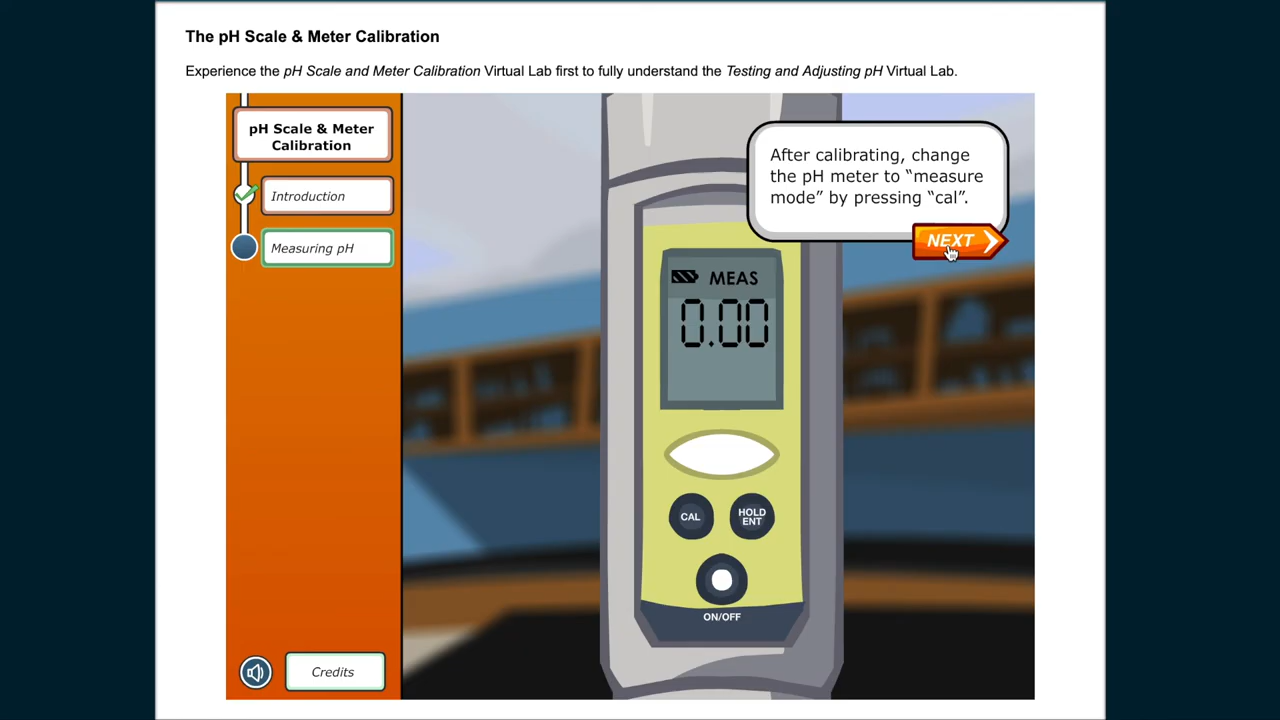 The pH Scale & Meter Calibration
Experience the pH Scale and Meter Calibration Virtual Lab first to fully understand the Testing and Adjusting pH Virtual Lab.
pH Scale & Meter
Calibration
Introduction
Measuring pH
Credits
After calibrating, change
the pH meter to “measure
mode” by pressing “cal”.
NEXT
MEAS
0.00
CAL
HOLD
ENT
ON/OFF